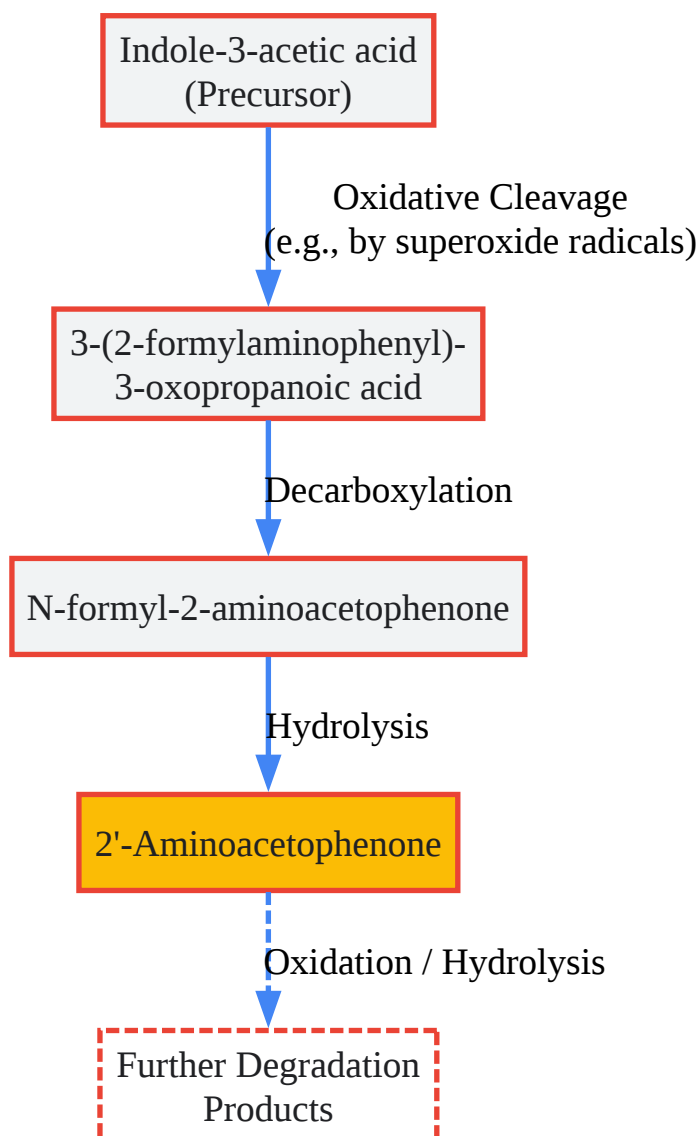 Indole-3-acetic acid
(Precursor)
Oxidative Cleavage
(e.g., by superoxide radicals)
3-(2-formylaminophenyl)-
3-oxopropanoic acid
Decarboxylation
N-formyl-2-aminoacetophenone
Hydrolysis
2'-Aminoacetophenone
Oxidation / Hydrolysis
Further Degradation
Products